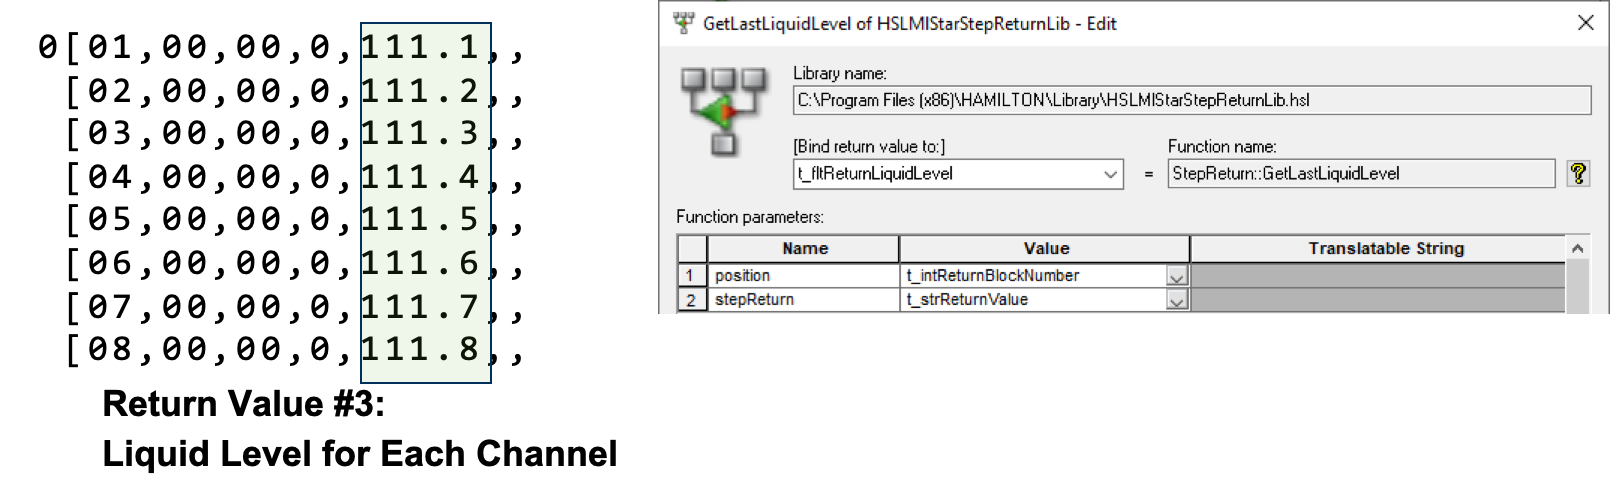 0[01,00,00,0,111.1,,
[02,00,00,0,111.2,,
[03,00,00,0,111.3,,
[04,00,00,0,111.4,,
[05,00,00,0,111.5,,
[06,00,00,0,111.6,,
[07,00,00,0,111.7,,
[08,00,00,0,111.8,,
Return Value #3:
Liquid Level for Each Channel
GetLastLiquidLevel of HSLMlStarStepReturnLib - Edit
Library name:
C:\Program Files (x86)\HAMILTON\Library\HSLMlStarStepReturnLib.hsl
[Bind return value to:] Function name:
t_fltReturnLiquidLevel = StepReturn::GetLastLiquidLevel ?
Function parameters:
Name Value Translatable String
1 position t_intReturnBlockNumber
2 stepReturn t_strReturnValue